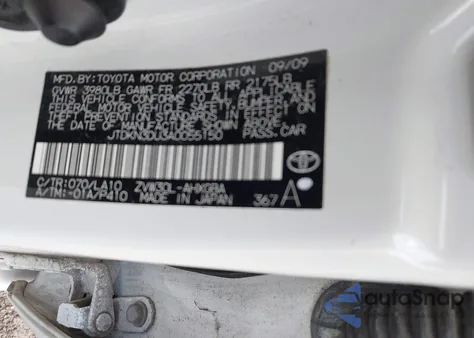 MFD. BY: TOYOTA MOTOR CORPORATION 09/09
GVWR 3980LB GAWR FR 2270LB RR 2175LB
THIS VEHICLE CONFORMS TO ALL APPLICABLE
FEDERAL MOTOR VEHICLE SAFETY, BUMPER, AND
THEFT PREVENTION STANDARDS IN EFFECT ON
THE DATE OF MANUFACTURE SHOWN ABOVE.
PASS. CAR
C/TR: 070/LA10 ZVW30L-AHXGBA
A/TM: -01A/P410 MADE IN JAPAN 367 A
autoSnap